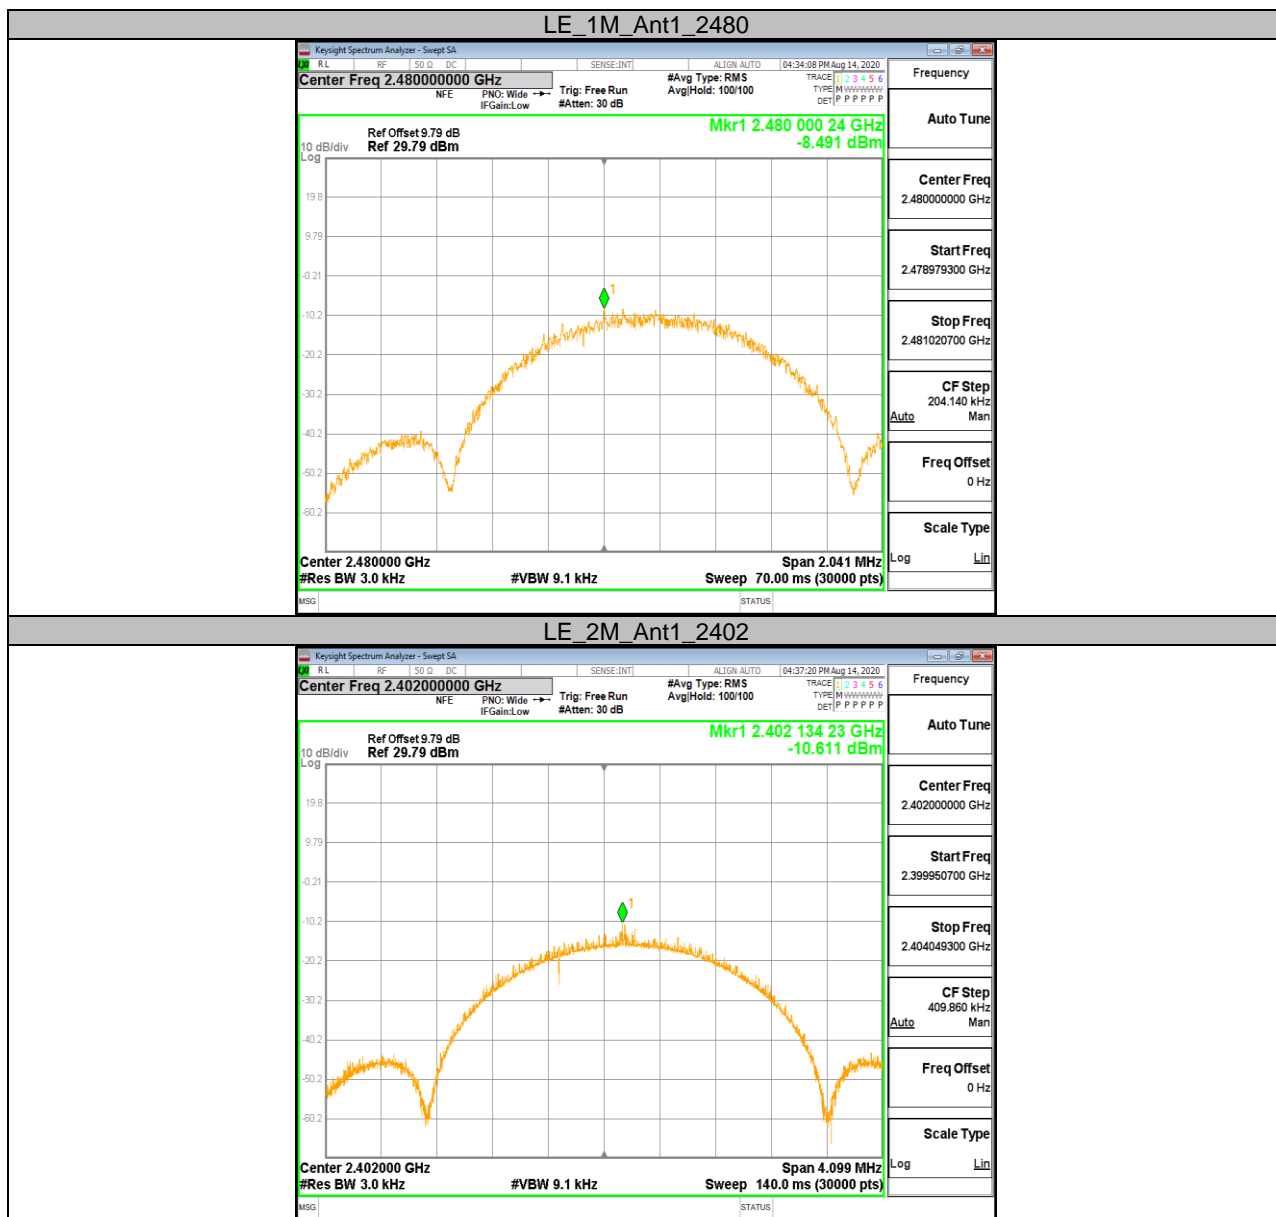 LE_1M_Ant1_2480
Keysight Spectrum Analyzer - Swept SA
RL RF 50 Ω DC SENSE:INT ALIGN AUTO 04:34:08 PM Aug 14, 2020
Center Freq 2.480000000 GHz
NFE PNO: Wide IFGain:Low
Trig: Free Run
#Atten: 30 dB
#Avg Type: RMS
Avg|Hold: 100/100
TRACE 1 2 3 4 5 6
TYPE M WWWWW
DET P P P P P P
Mkr1 2.480 000 24 GHz
-8.491 dBm
Ref Offset 9.79 dB
10 dB/div Ref 29.79 dBm
Log
19.8
9.79
-0.21
-10.2
-20.2
-30.2
-40.2
-50.2
-60.2
1
Center 2.480000 GHz Span 2.041 MHz
#Res BW 3.0 kHz #VBW 9.1 kHz Sweep 70.00 ms (30000 pts)
MSG STATUS
Frequency
Auto Tune
Center Freq
2.480000000 GHz
Start Freq
2.478979300 GHz
Stop Freq
2.481020700 GHz
CF Step
204.140 kHz
Auto Man
Freq Offset
0 Hz
Scale Type
Log Lin
LE_2M_Ant1_2402
Keysight Spectrum Analyzer - Swept SA
RL RF 50 Ω DC SENSE:INT ALIGN AUTO 04:37:20 PM Aug 14, 2020
Center Freq 2.402000000 GHz
NFE PNO: Wide IFGain:Low
Trig: Free Run
#Atten: 30 dB
#Avg Type: RMS
Avg|Hold: 100/100
TRACE 1 2 3 4 5 6
TYPE M WWWWW
DET P P P P P P
Mkr1 2.402 134 23 GHz
-10.611 dBm
Ref Offset 9.79 dB
10 dB/div Ref 29.79 dBm
Log
19.8
9.79
-0.21
-10.2
-20.2
-30.2
-40.2
-50.2
-60.2
1
Center 2.402000 GHz Span 4.099 MHz
#Res BW 3.0 kHz #VBW 9.1 kHz Sweep 140.0 ms (30000 pts)
MSG STATUS
Frequency
Auto Tune
Center Freq
2.402000000 GHz
Start Freq
2.399950700 GHz
Stop Freq
2.404049300 GHz
CF Step
409.860 kHz
Auto Man
Freq Offset
0 Hz
Scale Type
Log Lin